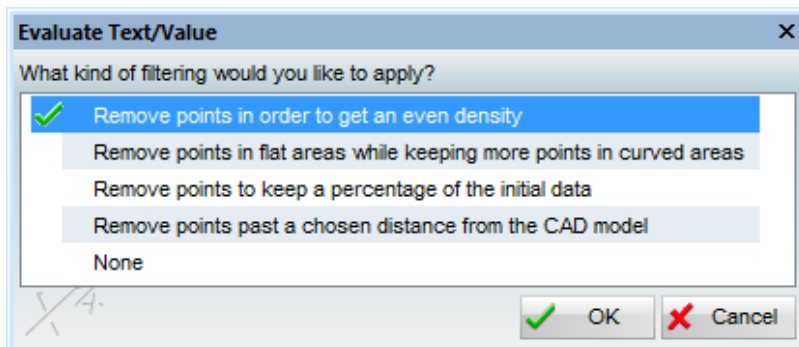 Evaluate Text/Value
What kind of filtering would you like to apply?
Remove points in order to get an even density
Remove points in flat areas while keeping more points in curved areas
Remove points to keep a percentage of the initial data
Remove points past a chosen distance from the CAD model
None
OK Cancel